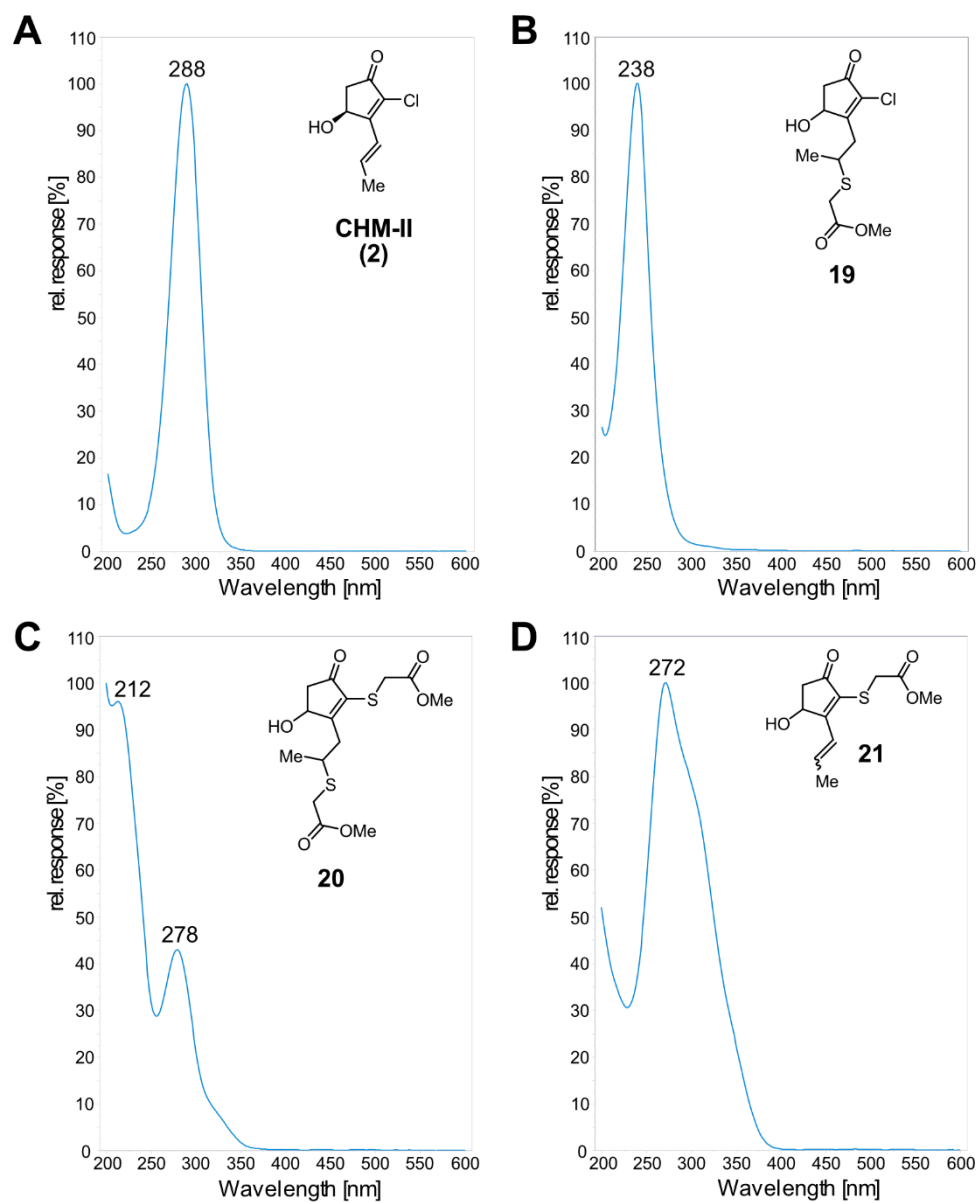 A
110
100
90
80
70
60
50
40
30
20
10
0
rel. response [%]
288
O
Cl
HO
Me
CHM-II
(2)
200 250 300 350 400 450 500 550 600
Wavelength [nm]
B
110
100
90
80
70
60
50
40
30
20
10
0
rel. response [%]
238
O
Cl
HO
Me
S
O
OMe
19
200 250 300 350 400 450 500 550 600
Wavelength [nm]
C
110
100
90
80
70
60
50
40
30
20
10
0
rel. response [%]
212
278
O
O
S
OMe
HO
Me
S
O
OMe
20
200 250 300 350 400 450 500 550 600
Wavelength [nm]
D
110
100
90
80
70
60
50
40
30
20
10
0
rel. response [%]
272
O
O
S
OMe
HO
Me
21
200 250 300 350 400 450 500 550 600
Wavelength [nm]